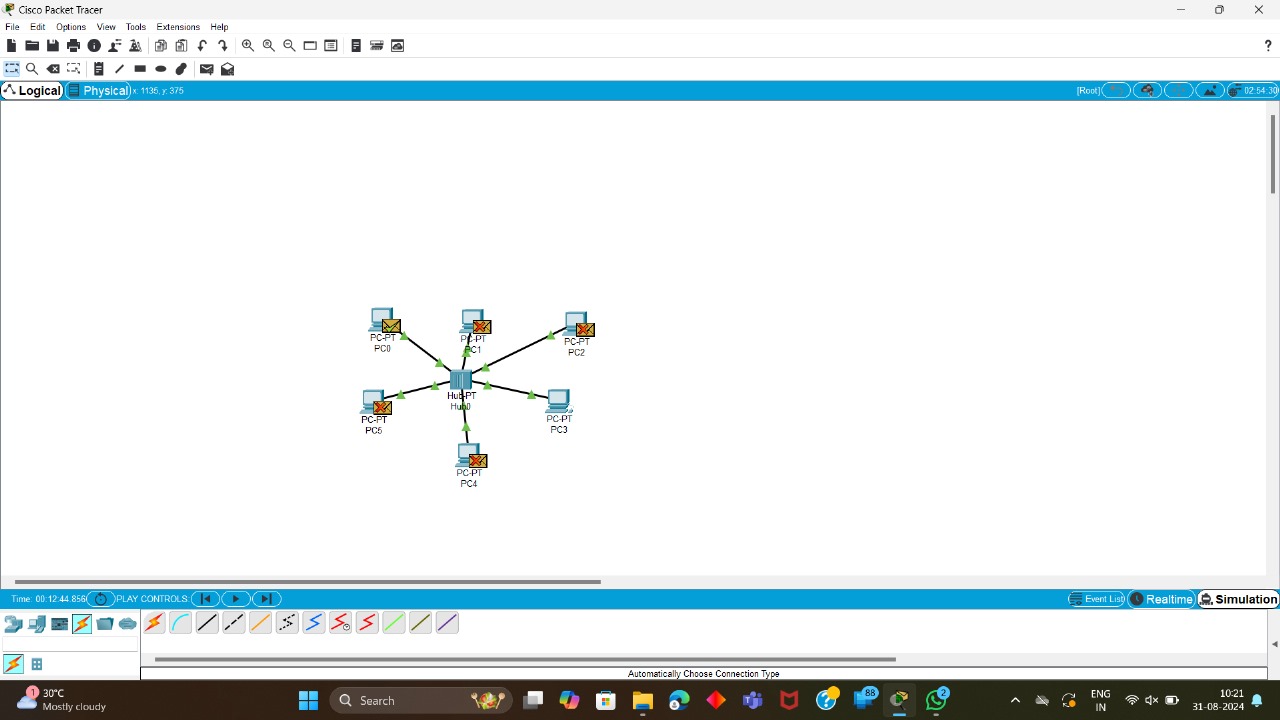 Cisco Packet Tracer
File Edit Options View Tools Extensions Help
?
Logical Physical x: 1135, y: 375 [Root] 02:54:30
PC-PT
PC0
PC-PT
PC1
PC-PT
PC2
Hub-PT
Hub0
PC-PT
PC5
PC-PT
PC3
PC-PT
PC4
Time: 00:12:44.856 PLAY CONTROLS: Event List Realtime Simulation
Automatically Choose Connection Type
1
30°C
Mostly cloudy
Search
88
2
ENG
IN
10:21
31-08-2024